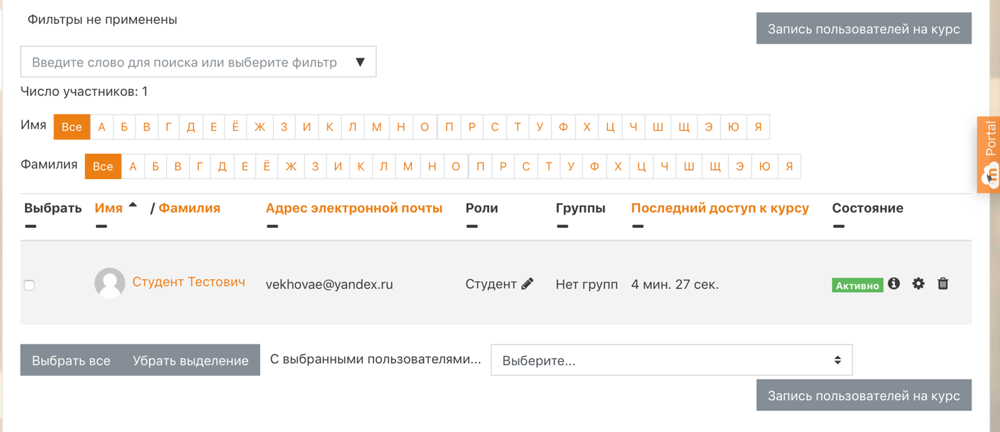 Фильтры не применены
Запись пользователей на курс
Введите слово для поиска или выберите фильтр ▼
Число участников: 1
Имя Все А Б В Г Д Е Ё Ж З И К Л М Н О П Р С Т У Ф Х Ц Ч Ш Щ Э Ю Я
Portal
Фамилия Все А Б В Г Д Е Ё Ж З И К Л М Н О П Р С Т У Ф Х Ц Ч Ш Щ Э Ю Я
Выбрать Имя / Фамилия Адрес электронной почты Роли Группы Последний доступ к курсу Состояние
Студент Тестович vekhovae@yandex.ru Студент Нет групп 4 мин. 27 сек. Активно
Выбрать все Убрать выделение С выбранными пользователями... Выберите...
Запись пользователей на курс